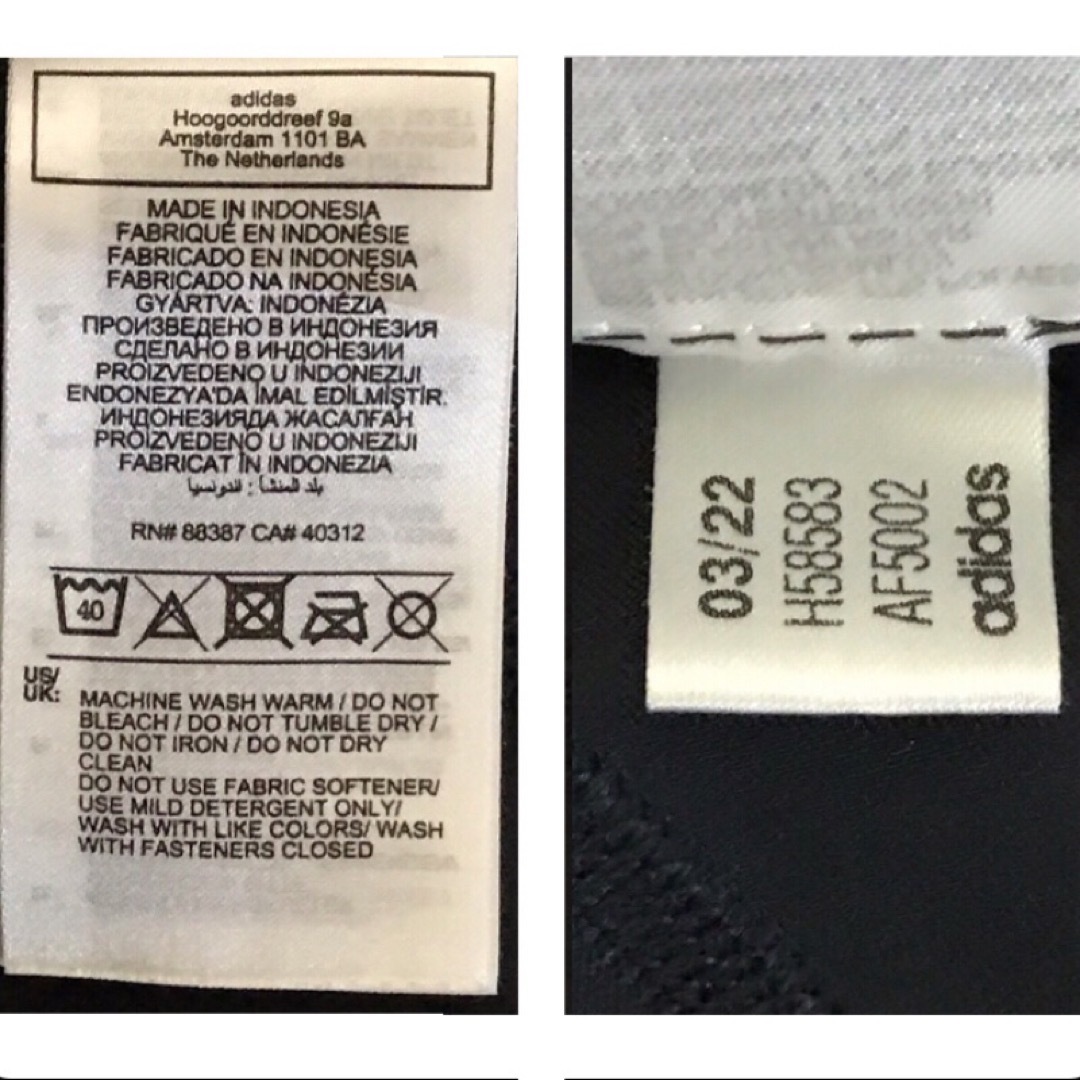 adidas
Hoogoorddreef 9a
Amsterdam 1101 BA
The Netherlands
MADE IN INDONESIA
FABRIQUÉ EN INDONÉSIE
FABRICADO EN INDONESIA
FABRICADO NA INDONÉSIA
GYÁRTVA: INDONÉZIA
ПРОИЗВЕДЕНО В ИНДОНЕЗИЯ
СДЕЛАНО В ИНДОНЕЗИИ
PROIZVEDENO U INDONEZIJI
ENDONEZYA'DA İMAL EDİLMİŞTİR.
ИНДОНЕЗИЯДА ЖАСАЛҒАН
PROIZVEDENO U INDONEZIJI
FABRICAT ÎN INDONEZIA
بلد المنشأ : اندونسيا
RN# 88387 CA# 40312
40
US/
UK:
MACHINE WASH WARM / DO NOT
BLEACH / DO NOT TUMBLE DRY /
DO NOT IRON / DO NOT DRY
CLEAN
DO NOT USE FABRIC SOFTENER/
USE MILD DETERGENT ONLY/
WASH WITH LIKE COLORS/ WASH
WITH FASTENERS CLOSED
03/22
H58583
AF5002
adidas